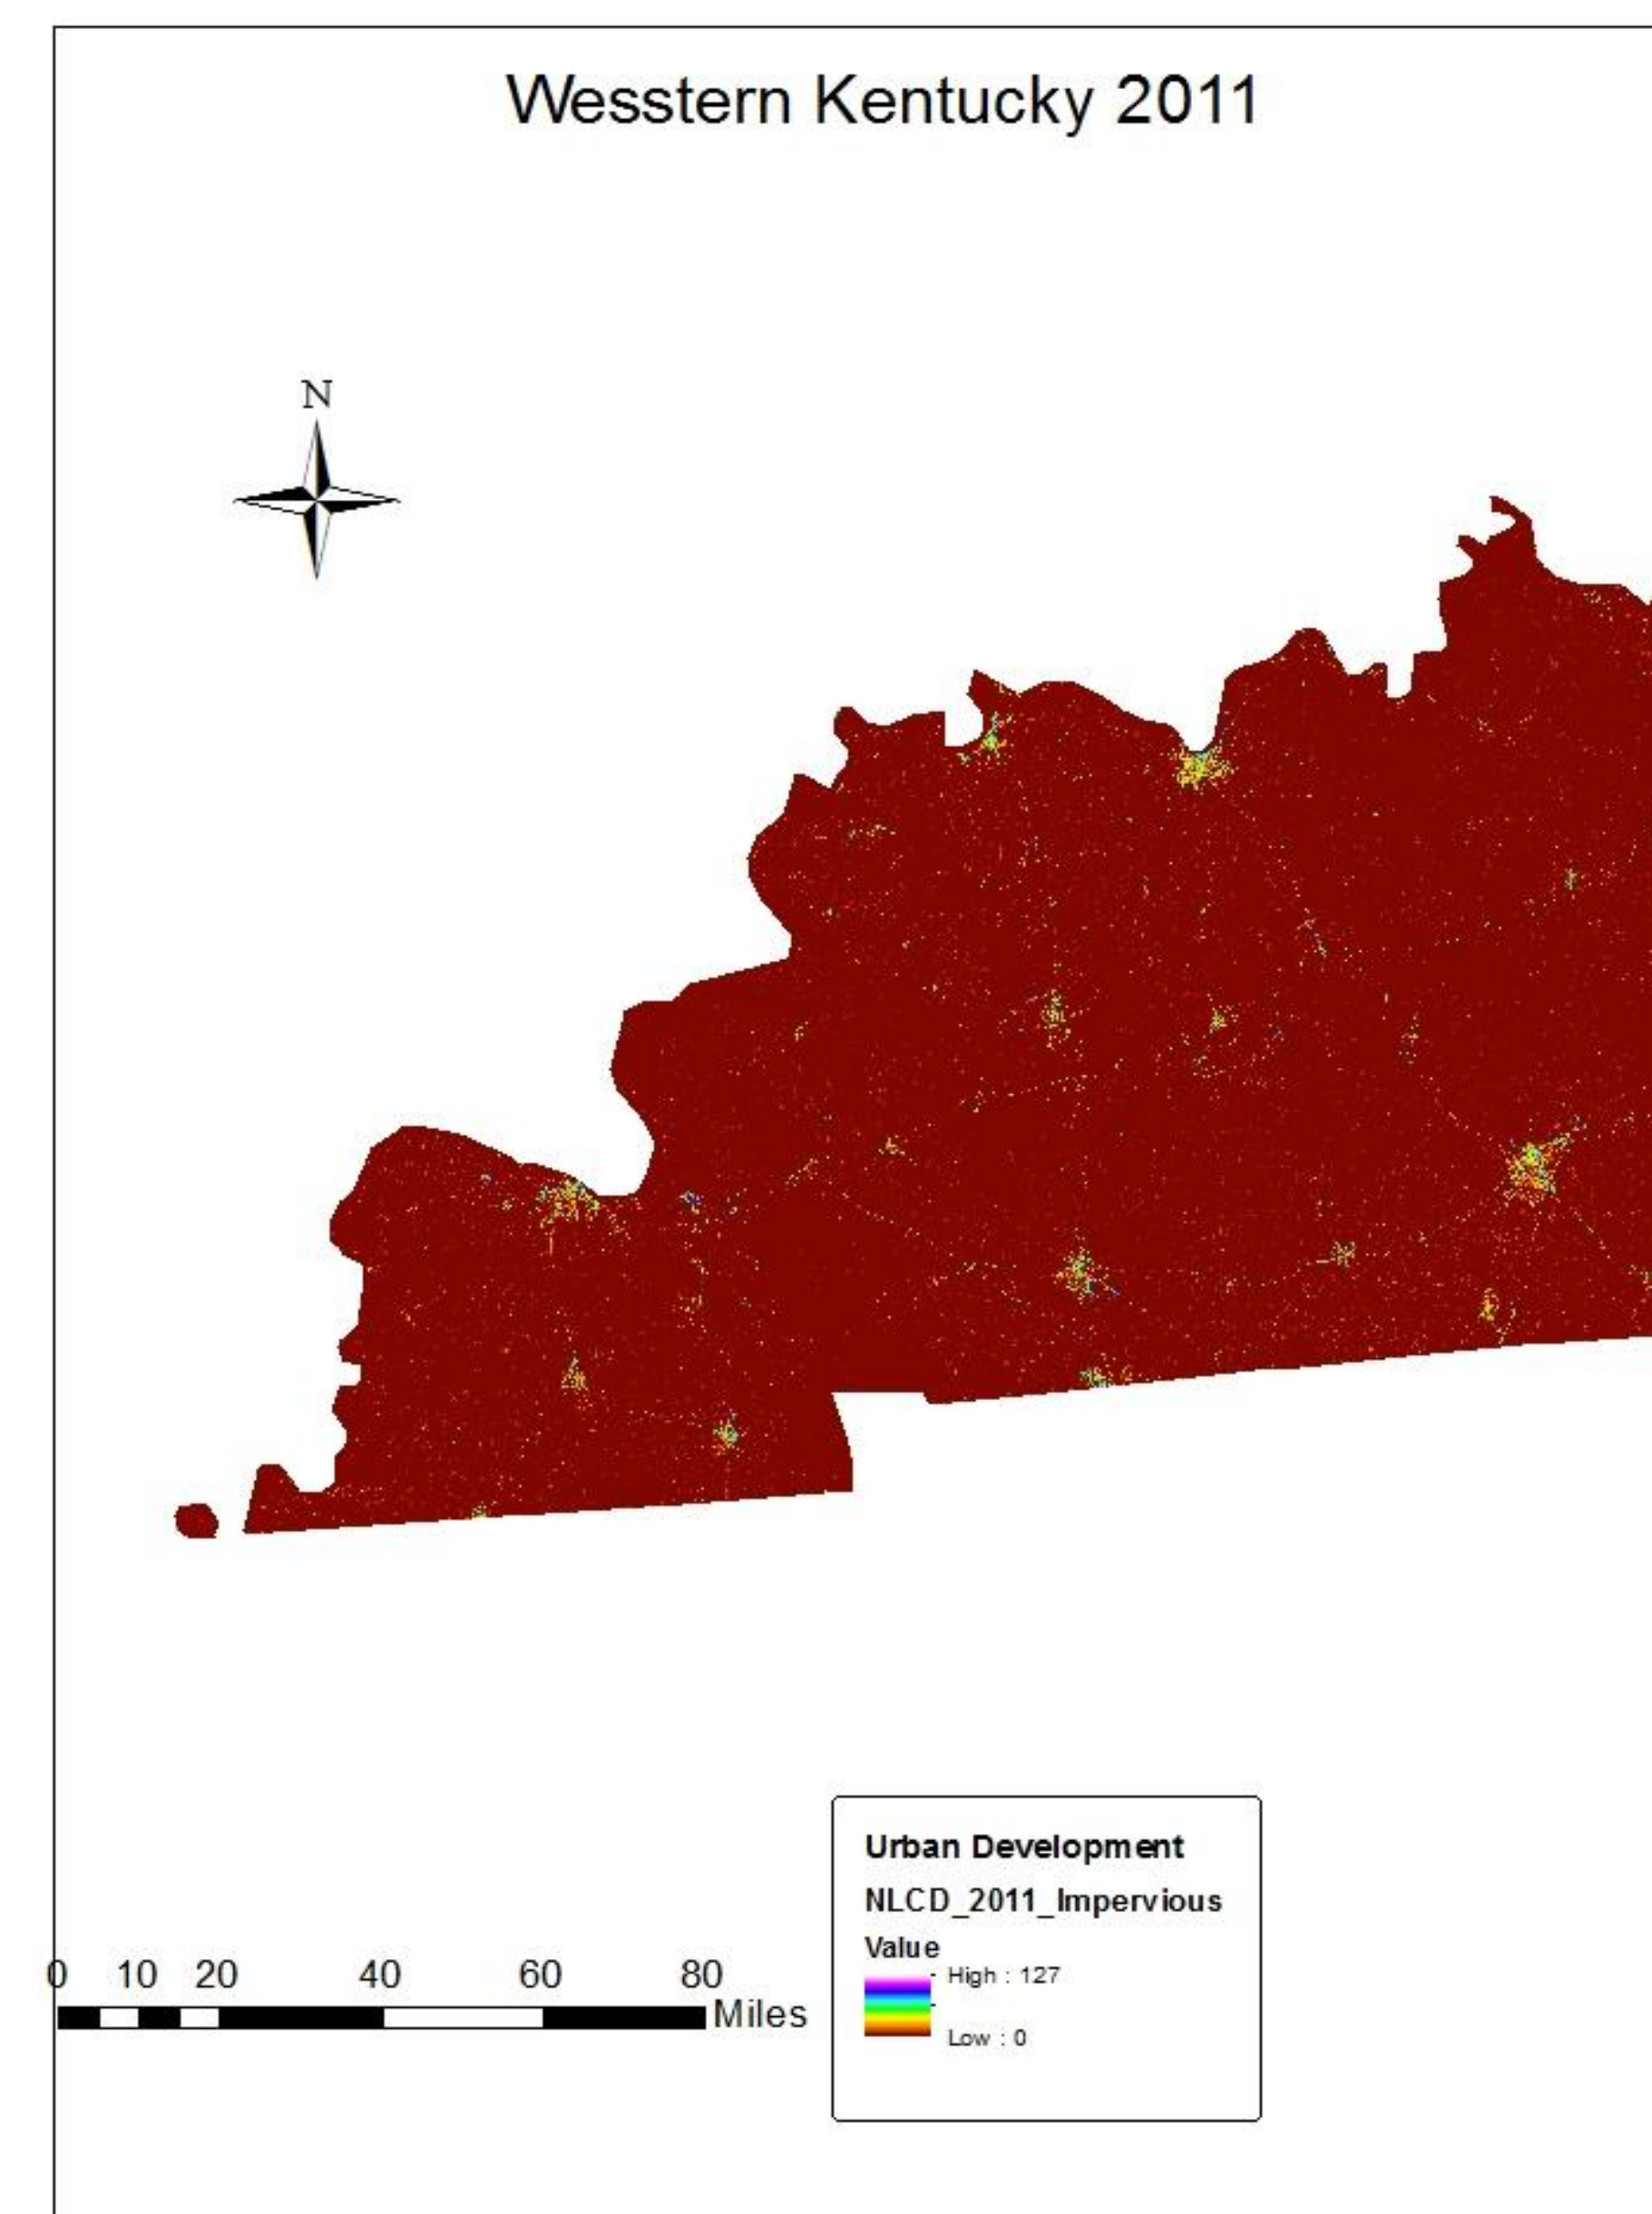 Wesstern Kentucky 2011
N
Urban Development
NLCD_2011_Impervious
Value
High : 127
Low : 0
0 10 20 40 60 80
Miles